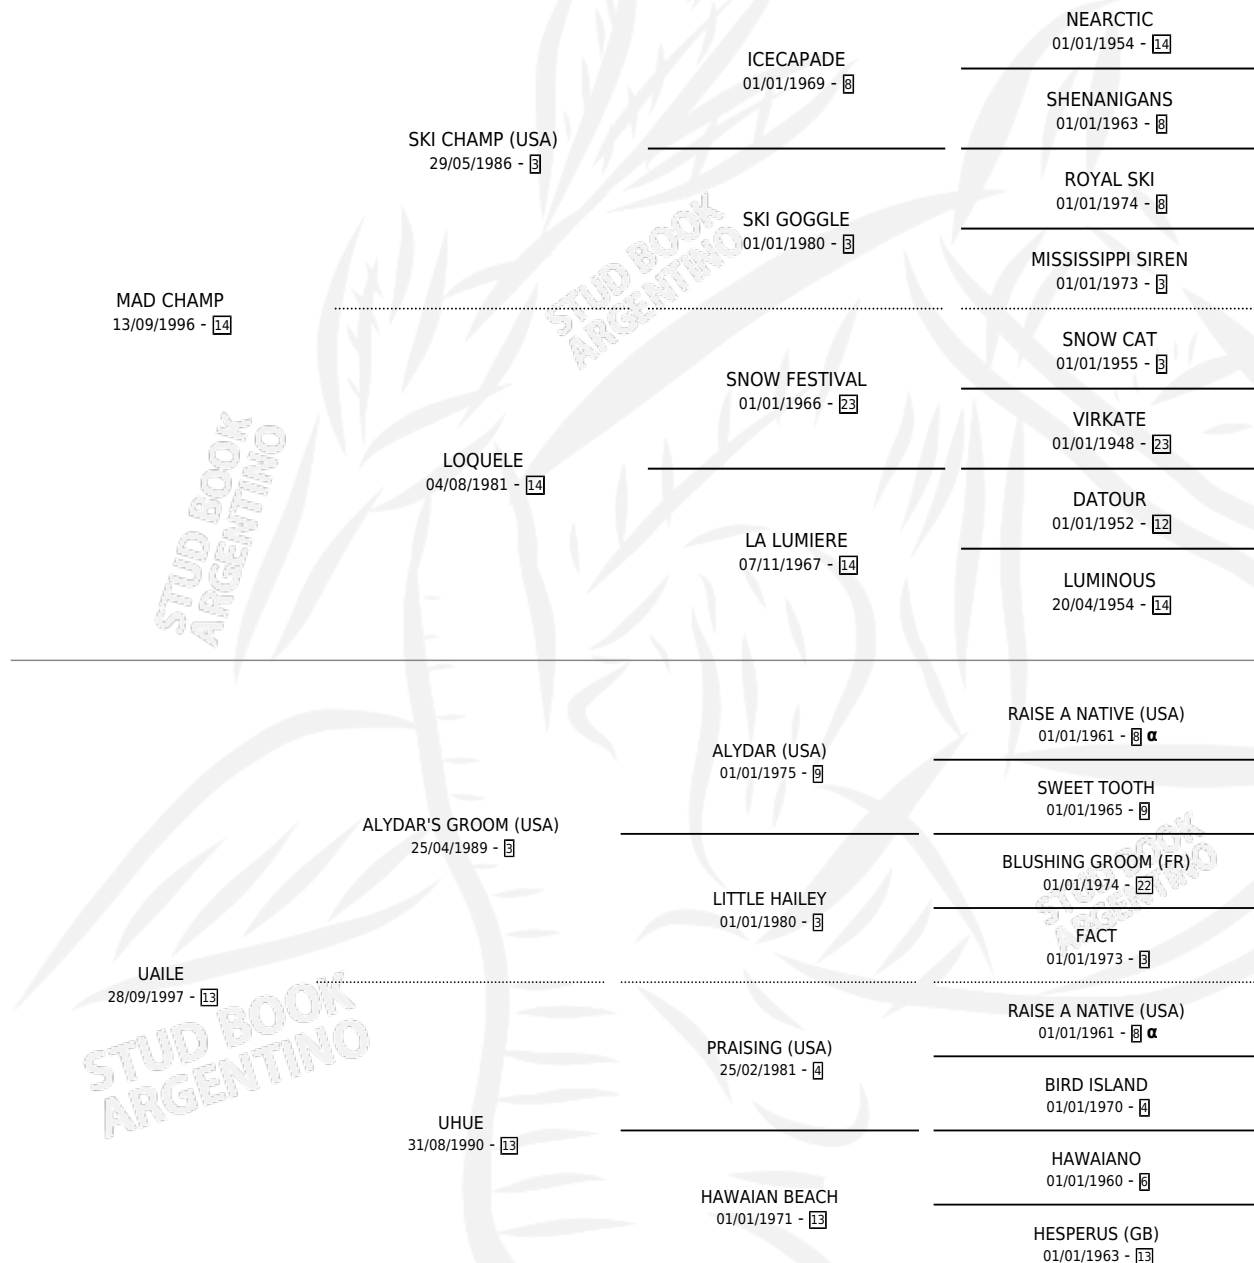 NEARCTIC
01/01/1954 - 14
ICECAPADE
01/01/1969 - 8
SHENANIGANS
01/01/1963 - 8
SKI CHAMP (USA)
29/05/1986 - 3
ROYAL SKI
01/01/1974 - 8
SKI GOGGLE
01/01/1980 - 3
MISSISSIPPI SIREN
01/01/1973 - 3
MAD CHAMP
13/09/1996 - 14
SNOW CAT
01/01/1955 - 3
SNOW FESTIVAL
01/01/1966 - 23
VIRKATE
01/01/1948 - 23
LOQUELE
04/08/1981 - 14
DATOUR
01/01/1952 - 12
LA LUMIERE
07/11/1967 - 14
LUMINOUS
20/04/1954 - 14
RAISE A NATIVE (USA)
01/01/1961 - 8 α
ALYDAR (USA)
01/01/1975 - 9
SWEET TOOTH
01/01/1965 - 9
ALYDAR'S GROOM (USA)
25/04/1989 - 3
BLUSHING GROOM (FR)
01/01/1974 - 22
LITTLE HAILEY
01/01/1980 - 3
FACT
01/01/1973 - 3
UAILE
28/09/1997 - 13
RAISE A NATIVE (USA)
01/01/1961 - 8 α
PRAISING (USA)
25/02/1981 - 4
BIRD ISLAND
01/01/1970 - 4
UHUE
31/08/1990 - 13
HAWAIANO
01/01/1960 - 6
HAWAIAN BEACH
01/01/1971 - 13
HESPERUS (GB)
01/01/1963 - 13
STUD BOOK
ARGENTINO
STUD BOOK
ARGENTINO
STUD BOOK
ARGENTINO
STUD BOOK
ARGENTINO